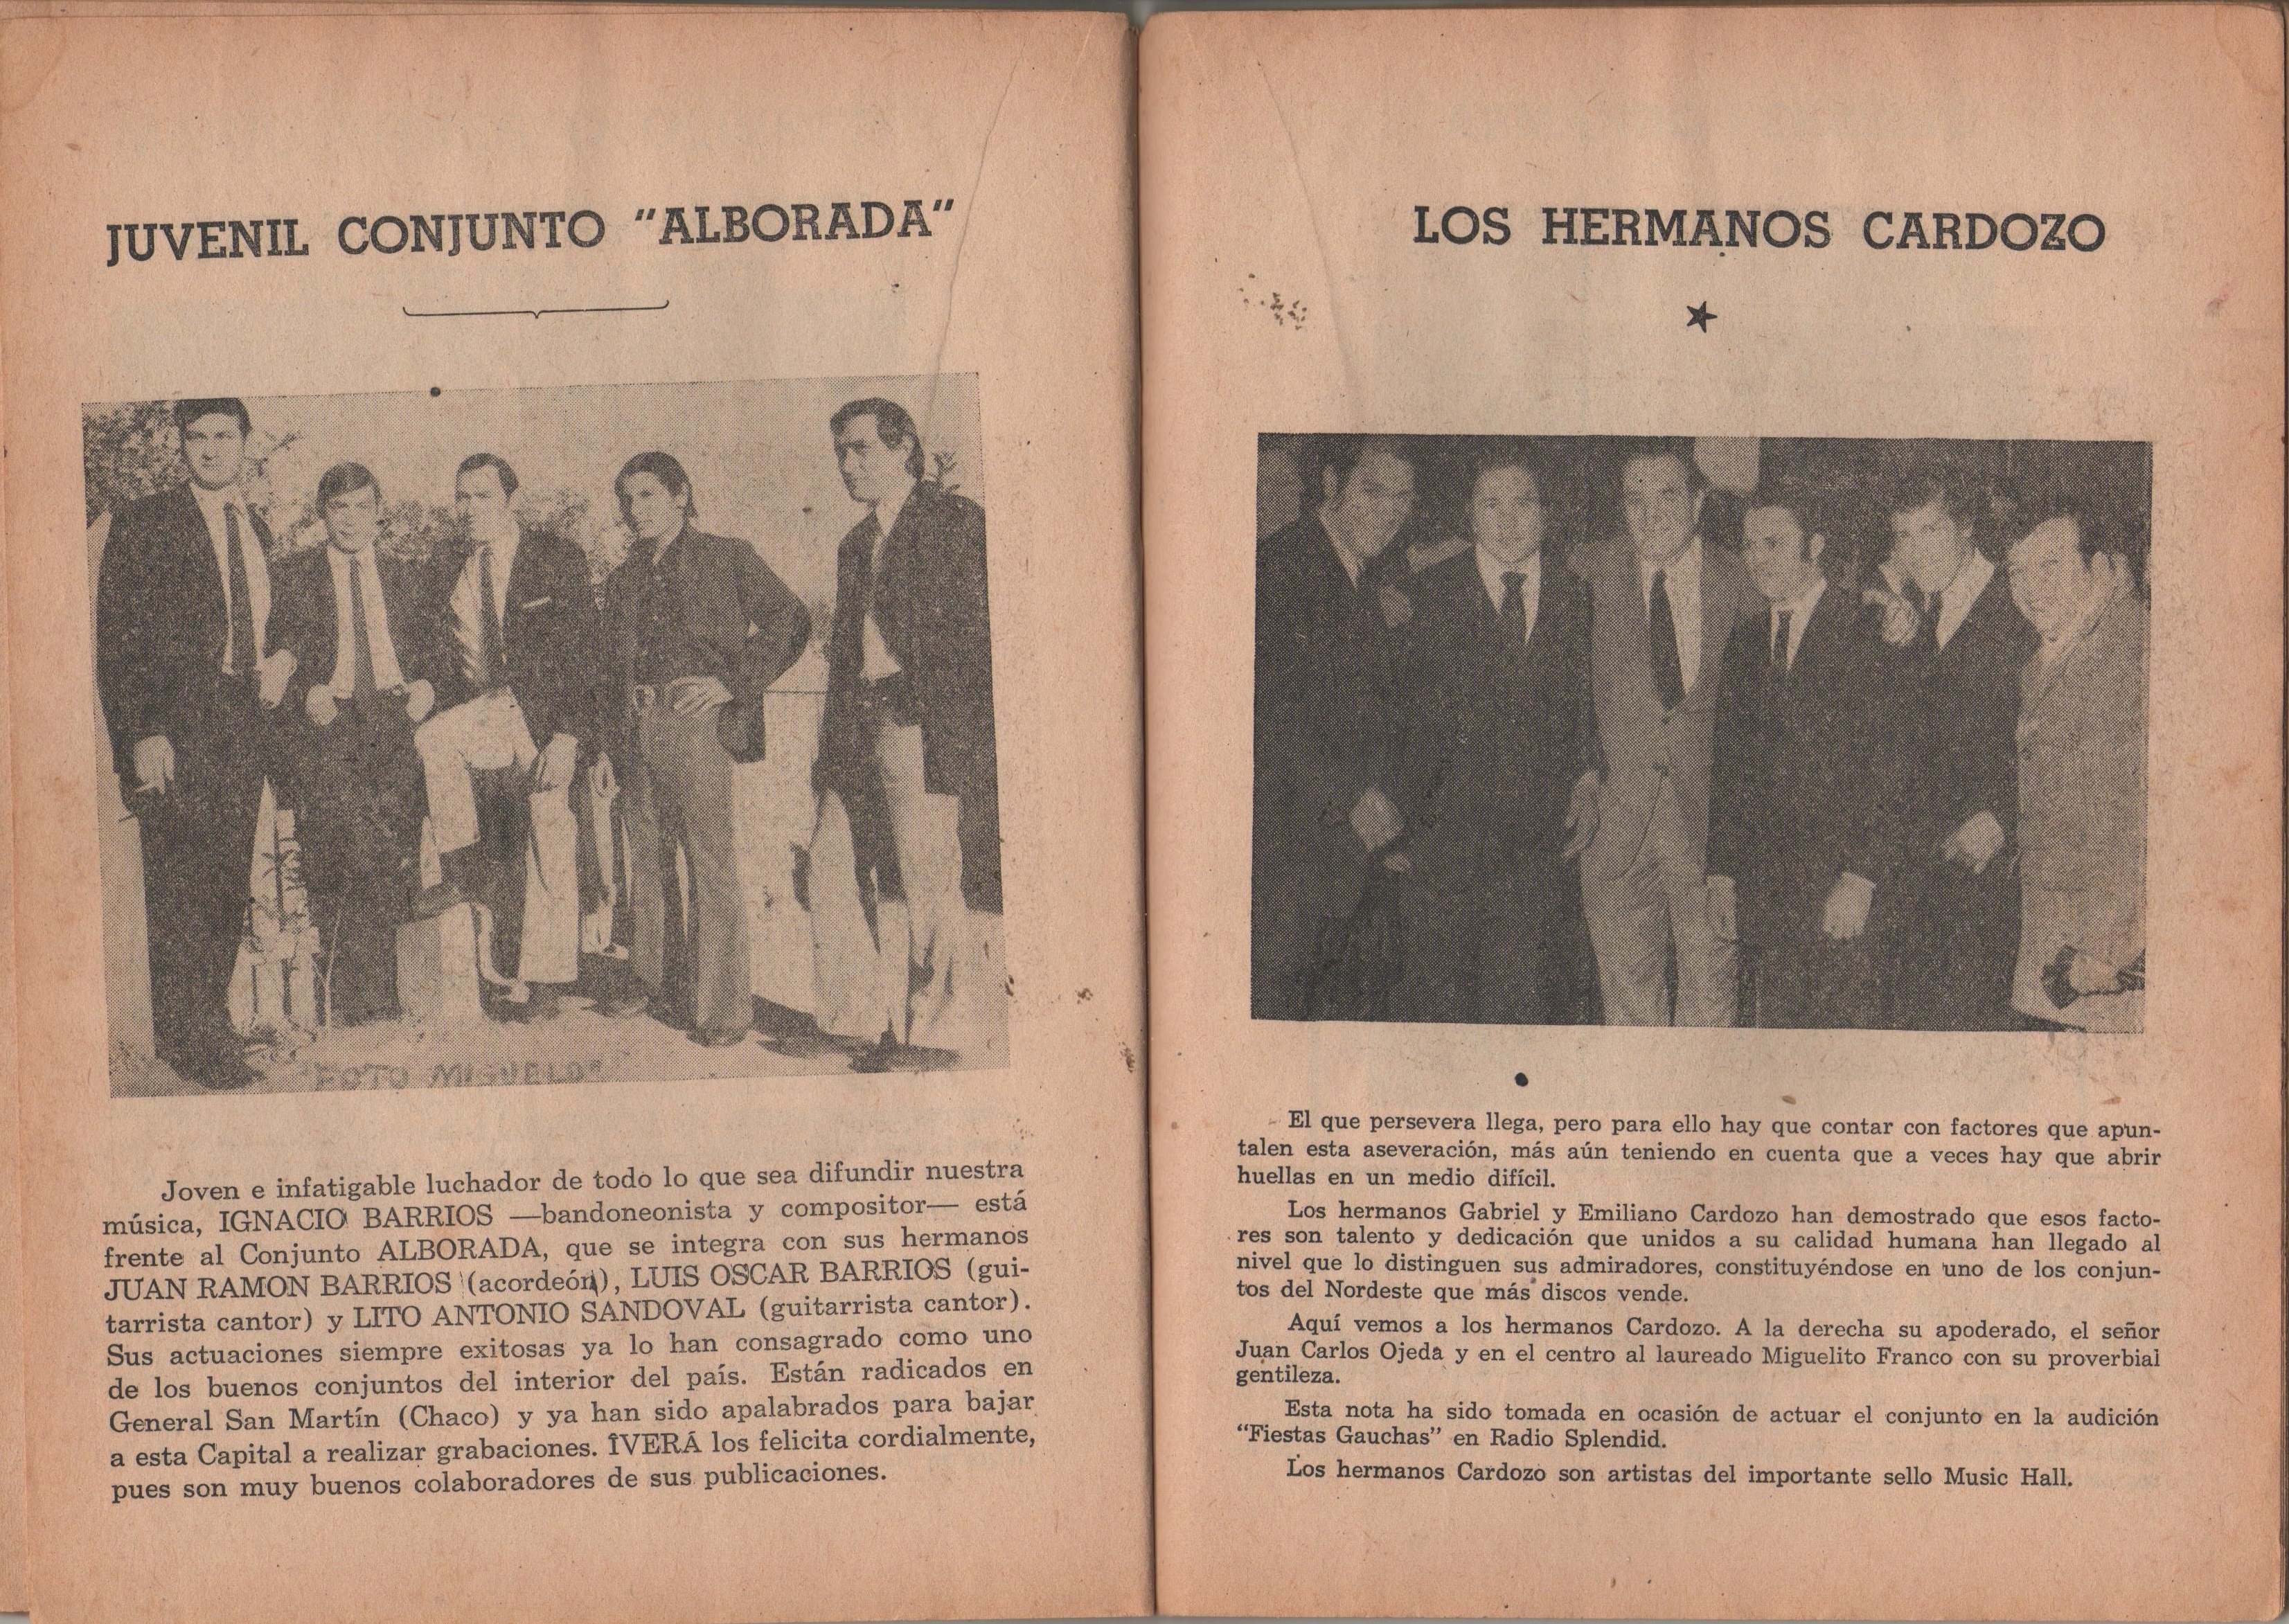 JUVENIL CONJUNTO "ALBORADA"
"FOTO MIGUELO"
Joven e infatigable luchador de todo lo que sea difundir nuestra
música, IGNACIO BARRIOS —bandoneonista y compositor— está
frente al Conjunto ALBORADA, que se integra con sus hermanos
JUAN RAMON BARRIOS (acordeón), LUIS OSCAR BARRIOS (gui-
tarrista cantor) y LITO ANTONIO SANDOVAL (guitarrista cantor).
Sus actuaciones siempre exitosas ya lo han consagrado como uno
de los buenos conjuntos del interior del país. Están radicados en
General San Martín (Chaco) y ya han sido apalabrados para bajar
a esta Capital a realizar grabaciones. ÎVERÁ los felicita cordialmente,
pues son muy buenos colaboradores de sus publicaciones.
LOS HERMANOS CARDOZO
El que persevera llega, pero para ello hay que contar con factores que apun-
talen esta aseveración, más aún teniendo en cuenta que a veces hay que abrir
huellas en un medio difícil.
Los hermanos Gabriel y Emiliano Cardozo han demostrado que esos facto-
res son talento y dedicación que unidos a su calidad humana han llegado al
nivel que lo distinguen sus admiradores, constituyéndose en uno de los conjun-
tos del Nordeste que más discos vende.
Aquí vemos a los hermanos Cardozo. A la derecha su apoderado, el señor
Juan Carlos Ojeda y en el centro al laureado Miguelito Franco con su proverbial
gentileza.
Esta nota ha sido tomada en ocasión de actuar el conjunto en la audición
"Fiestas Gauchas" en Radio Splendid.
Los hermanos Cardozo son artistas del importante sello Music Hall.